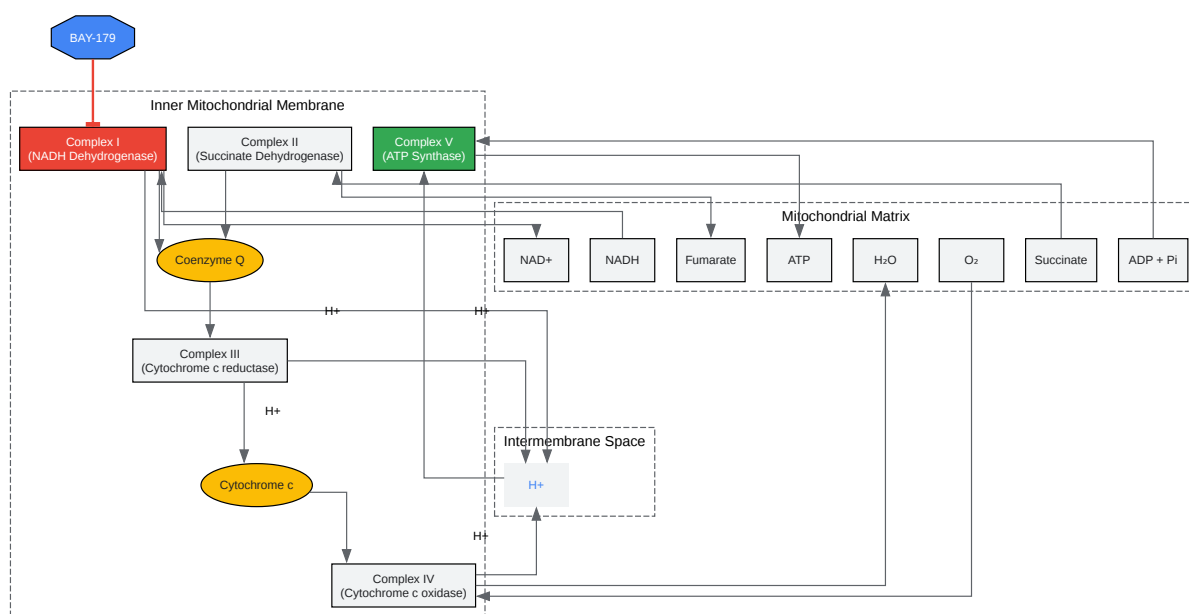 BAY-179
Inner Mitochondrial Membrane
Complex I
(NADH Dehydrogenase)
Complex II
(Succinate Dehydrogenase)
Complex V
(ATP Synthase)
Mitochondrial Matrix
NAD+
NADH
Fumarate
ATP
H₂O
O₂
Succinate
ADP + Pi
Coenzyme Q
H+
H+
Complex III
(Cytochrome c reductase)
H+
Intermembrane Space
H+
Cytochrome c
H+
Complex IV
(Cytochrome c oxidase)